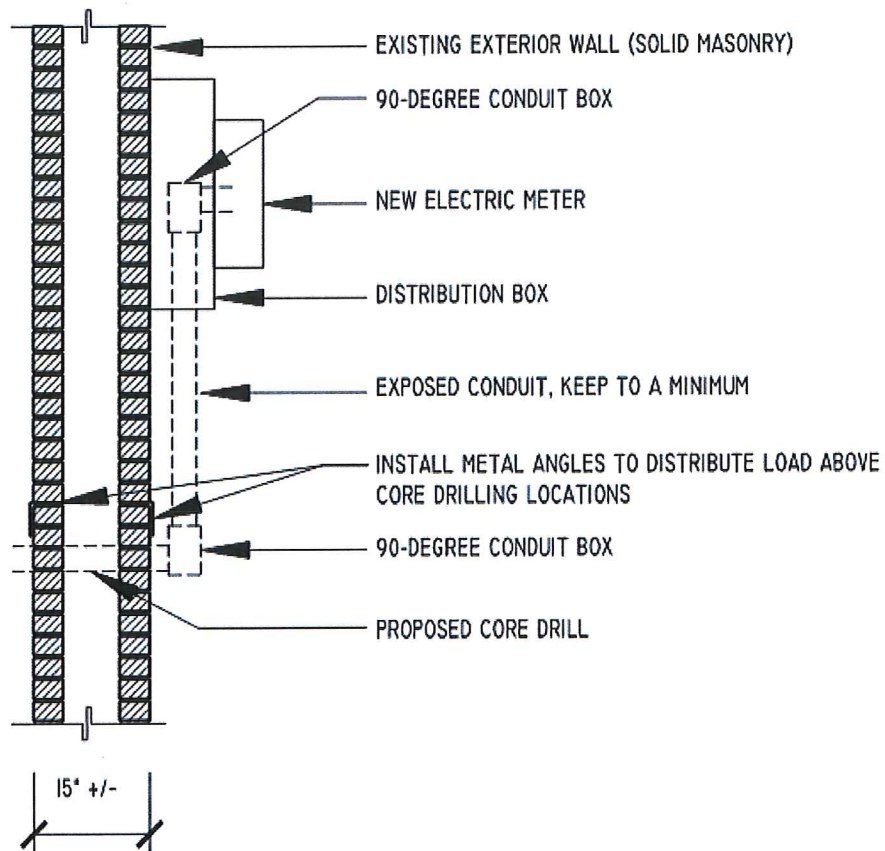 EXISTING EXTERIOR WALL (SOLID MASONRY)
90-DEGREE CONDUIT BOX
NEW ELECTRIC METER
DISTRIBUTION BOX
EXPOSED CONDUIT, KEEP TO A MINIMUM
INSTALL METAL ANGLES TO DISTRIBUTE LOAD ABOVE
CORE DRILLING LOCATIONS
90-DEGREE CONDUIT BOX
PROPOSED CORE DRILL
15" +/-